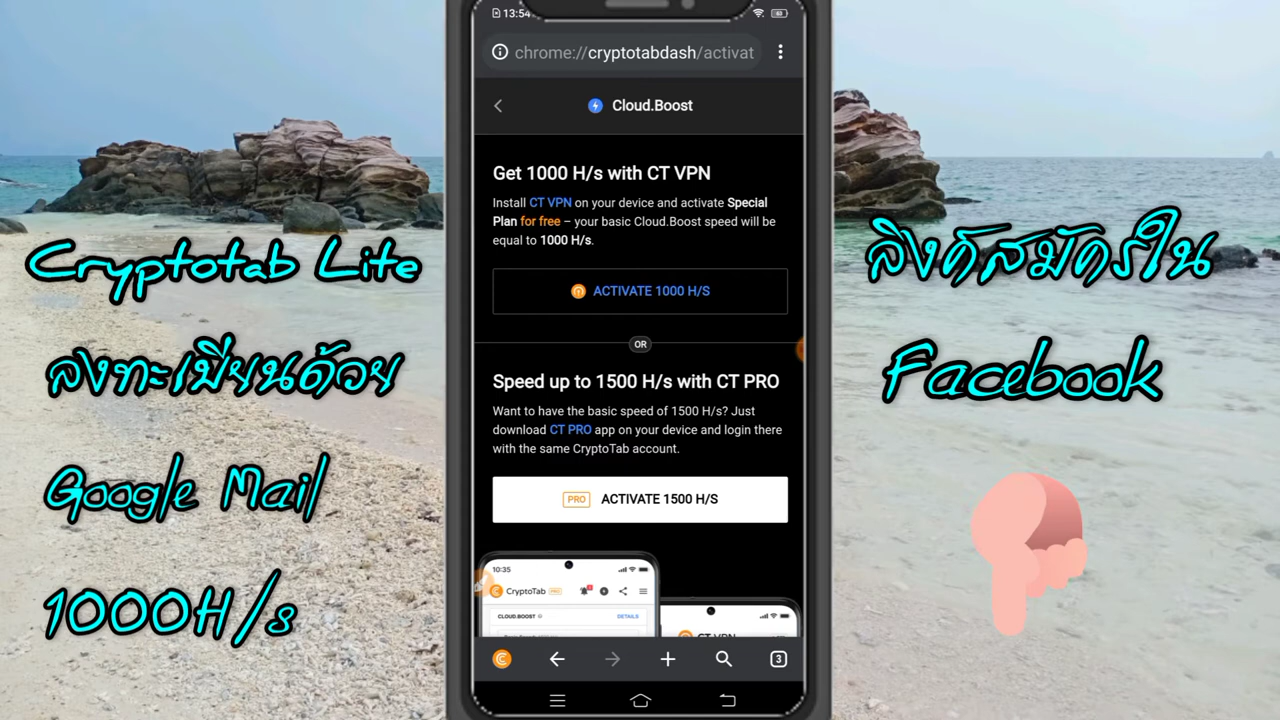 Cryptotab Lite
ลงทะเบียนด้วย
Google Mail
1000H/s
13:54
chrome://cryptotabdash/activat
Cloud.Boost
Get 1000 H/s with CT VPN
Install CT VPN on your device and activate Special
Plan for free – your basic Cloud.Boost speed will be
equal to 1000 H/s.
ACTIVATE 1000 H/S
OR
Speed up to 1500 H/s with CT PRO
Want to have the basic speed of 1500 H/s? Just
download CT PRO app on your device and login there
with the same CryptoTab account.
PRO ACTIVATE 1500 H/S
10:35
CryptoTab PRO
CLOUD.BOOST DETAILS
CT VPN
3
ลิงค์สมัครใน
Facebook